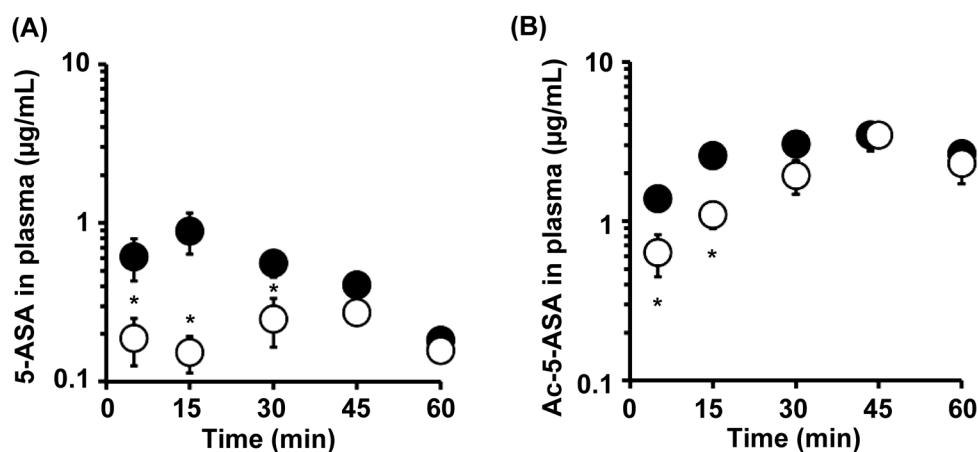 (A)
5-ASA in plasma (µg/mL)
10
1
0.1
*
*
*
0 15 30 45 60
Time (min)
(B)
Ac-5-ASA in plasma (µg/mL)
10
1
0.1
*
*
0 15 30 45 60
Time (min)